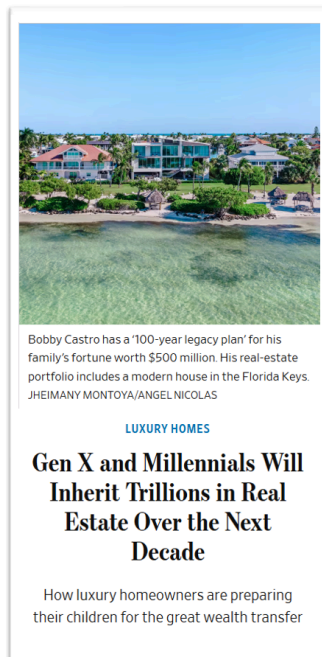 Bobby Castro has a ‘100-year legacy plan’ for his
family’s fortune worth $500 million. His real-estate
portfolio includes a modern house in the Florida Keys.
JHEIMANY MONTOYA/ANGEL NICOLAS
LUXURY HOMES
Gen X and Millennials Will
Inherit Trillions in Real
Estate Over the Next
Decade
How luxury homeowners are preparing
their children for the great wealth transfer